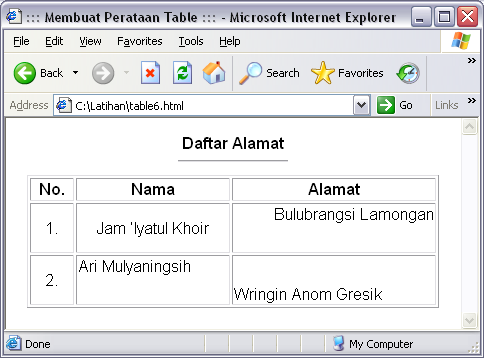 ::: Membuat Perataan Table ::: - Microsoft Internet Explorer
File Edit View Favorites Tools Help
Back Search Favorites
Address C:\Latihan\table6.html Go Links
Daftar Alamat
No. Nama Alamat
1. Jam 'Iyatul Khoir Bulubrangsi Lamongan
2. Ari Mulyaningsih Wringin Anom Gresik
Done My Computer